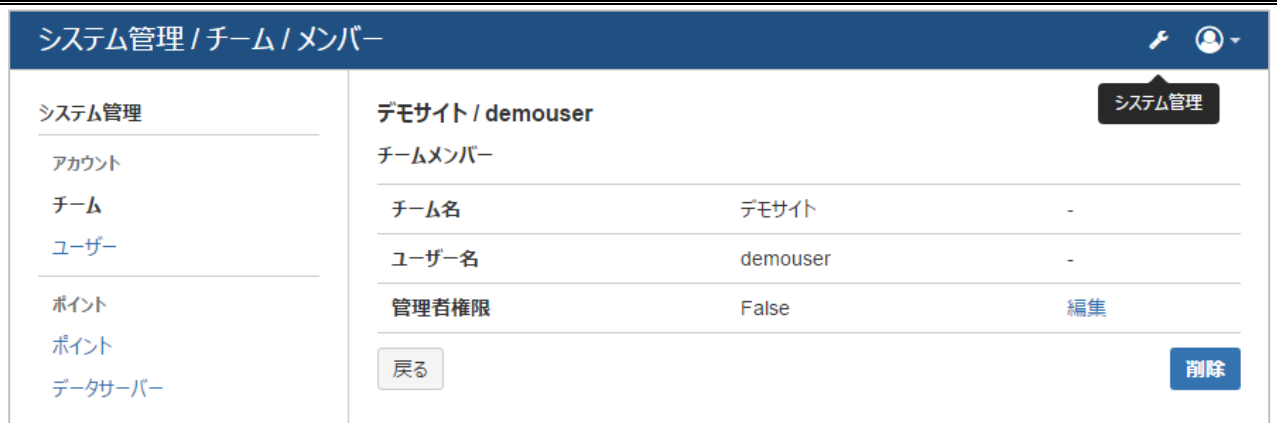 システム管理 / チーム / メンバー
システム管理
システム管理
アカウント
チーム
ユーザー
ポイント
ポイント
データサーバー
デモサイト / demouser
チームメンバー
チーム名 デモサイト -
ユーザー名 demouser -
管理者権限 False 編集
戻る 削除